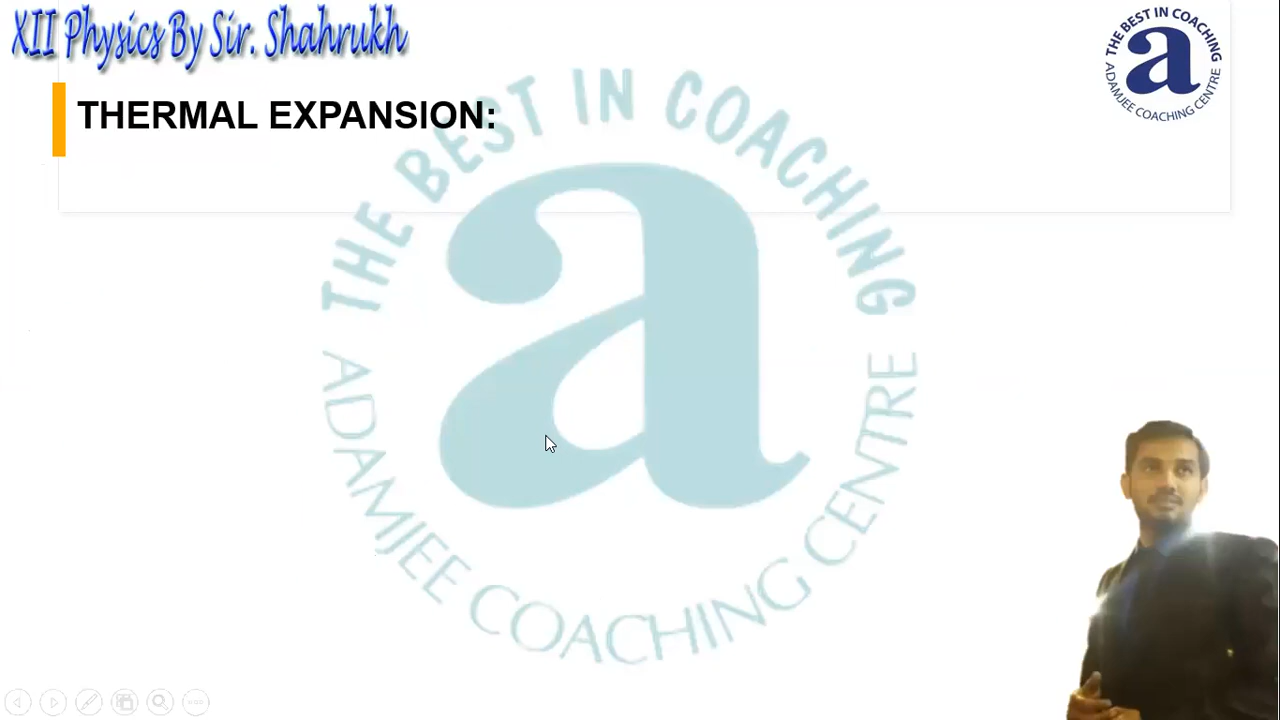 XII Physics By Sir. Shahrukh
THE BEST IN COACHING
a
ADAMJEE COACHING CENTRE
THERMAL EXPANSION:
THE BEST IN COACHING
a
ADAMJEE COACHING CENTRE